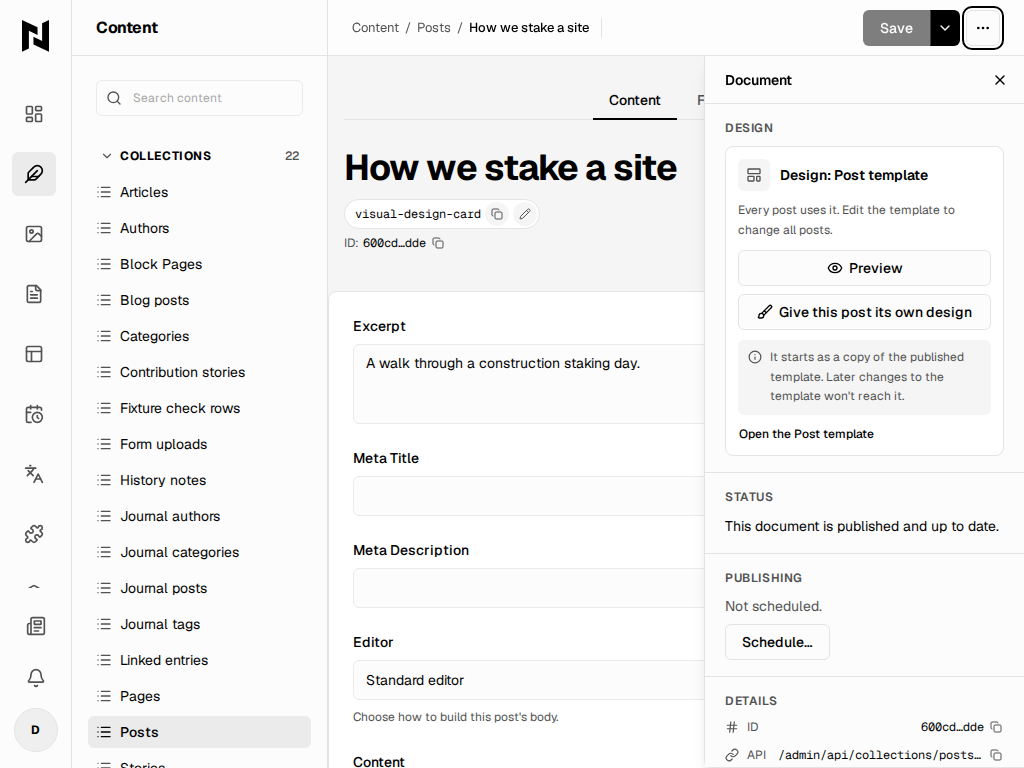 Content
Content / Posts / How we stake a site
Save
Search content
COLLECTIONS 22
Articles
Authors
Block Pages
Blog posts
Categories
Contribution stories
Fixture check rows
Form uploads
History notes
Journal authors
Journal categories
Journal posts
Journal tags
Linked entries
Pages
Posts
D
Content
How we stake a site
visual-design-card
ID: 600cd…dde
Excerpt
A walk through a construction staking day.
Meta Title
Meta Description
Editor
Standard editor
Choose how to build this post's body.
Content
Document
DESIGN
Design: Post template
Every post uses it. Edit the template to
change all posts.
Preview
Give this post its own design
It starts as a copy of the published
template. Later changes to the
template won't reach it.
Open the Post template
STATUS
This document is published and up to date.
PUBLISHING
Not scheduled.
Schedule…
DETAILS
ID 600cd…dde
API /admin/api/collections/posts…